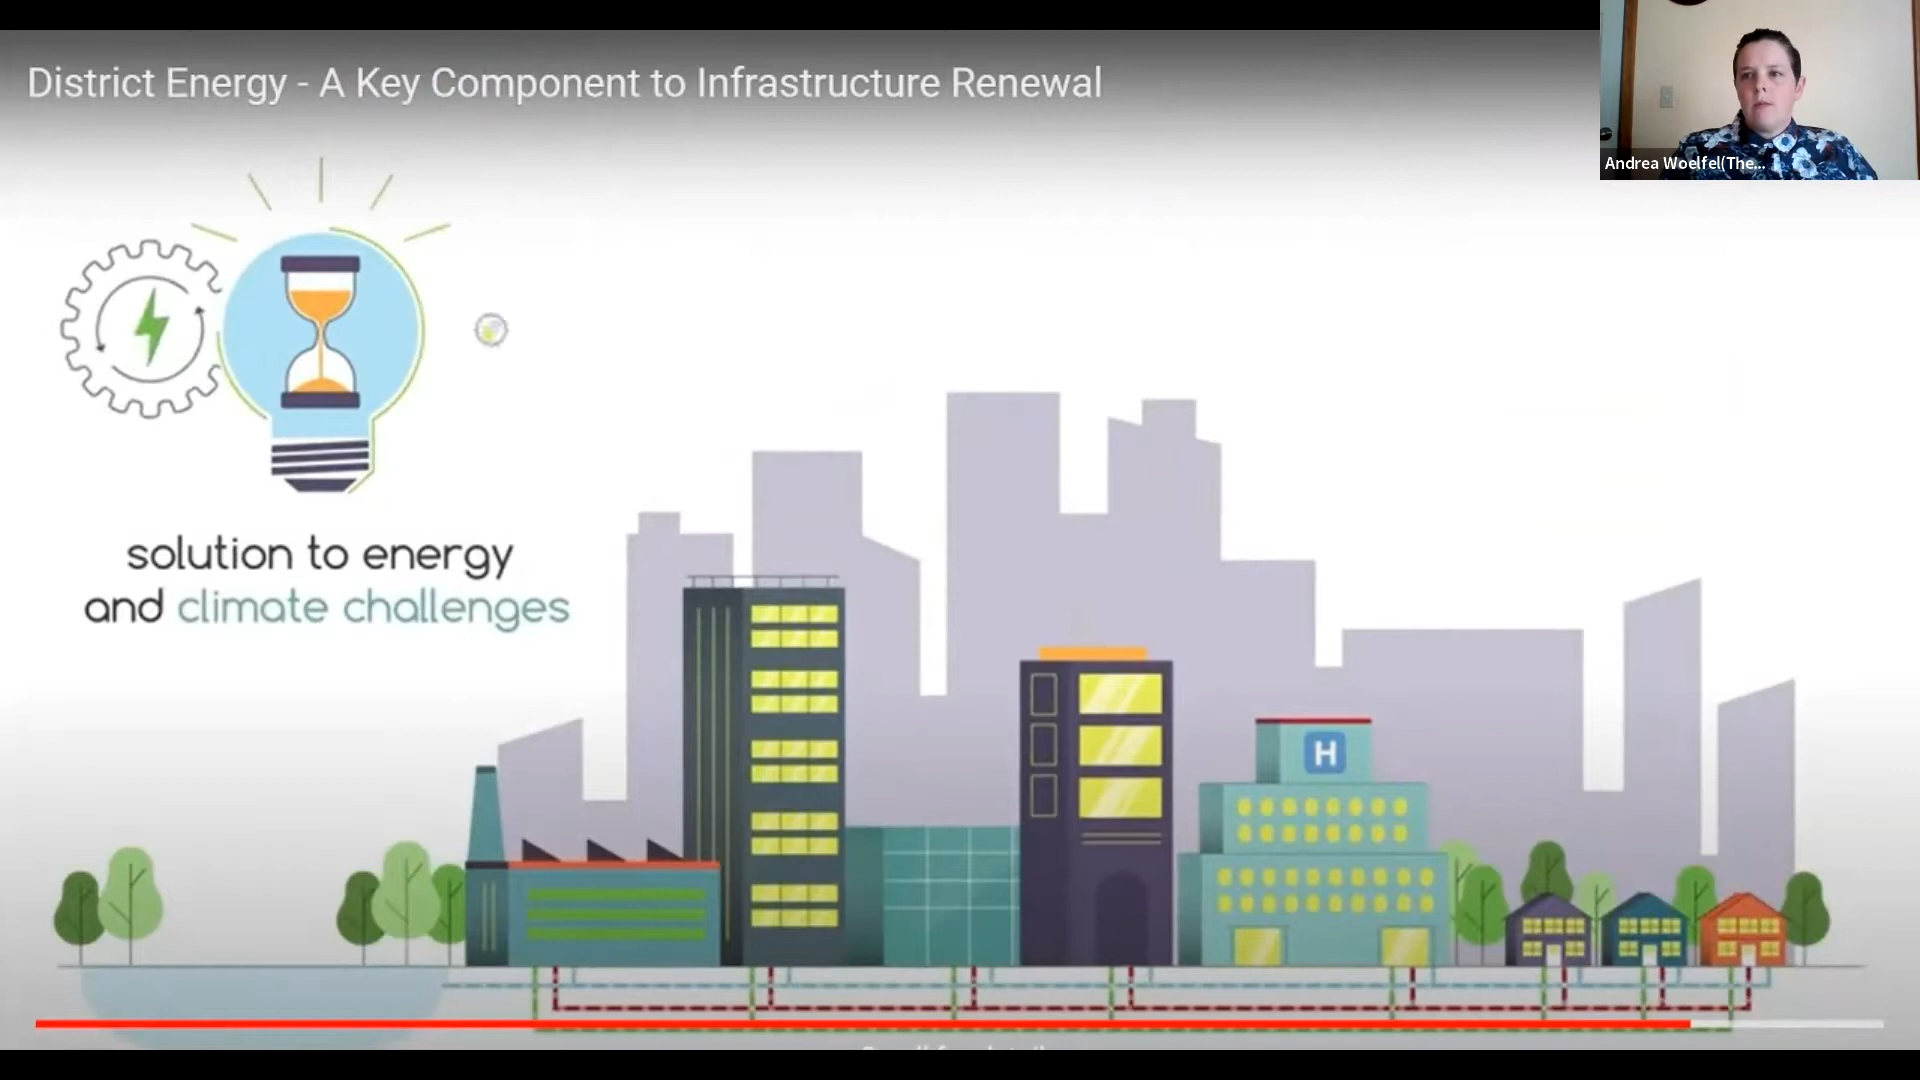 District Energy - A Key Component to Infrastructure Renewal
Andrea Woelfel(The...
solution to energy
and climate challenges
H